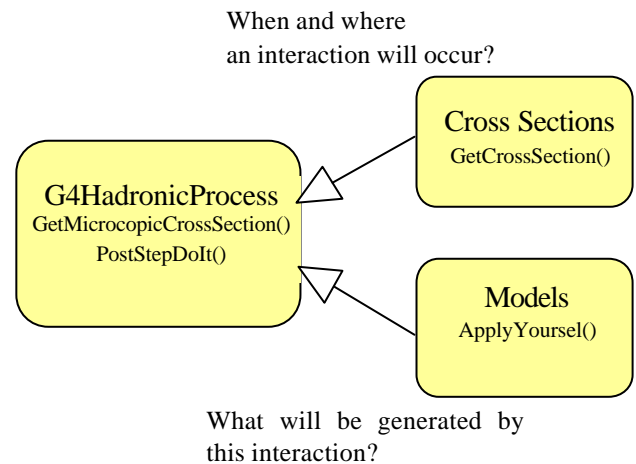 When and where
an interaction will occur?
Cross Sections
GetCrossSection()
G4HadronicProcess
GetMicrocopicCrossSection()
PostStepDoIt()
Models
ApplyYoursel()
What will be generated by
this interaction?